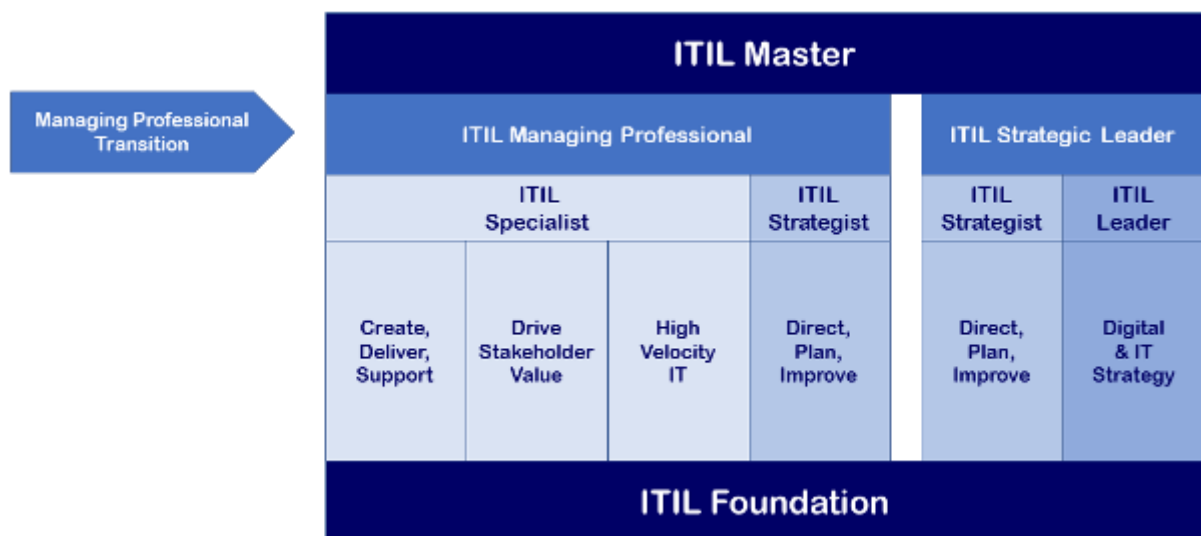 ITIL Master
Managing Professional
Transition
ITIL Managing Professional
ITIL Strategic Leader
ITIL
Specialist
ITIL
Strategist
ITIL
Strategist
ITIL
Leader
Create,
Deliver,
Support
Drive
Stakeholder
Value
High
Velocity
IT
Direct,
Plan,
Improve
Direct,
Plan,
Improve
Digital
& IT
Strategy
ITIL Foundation